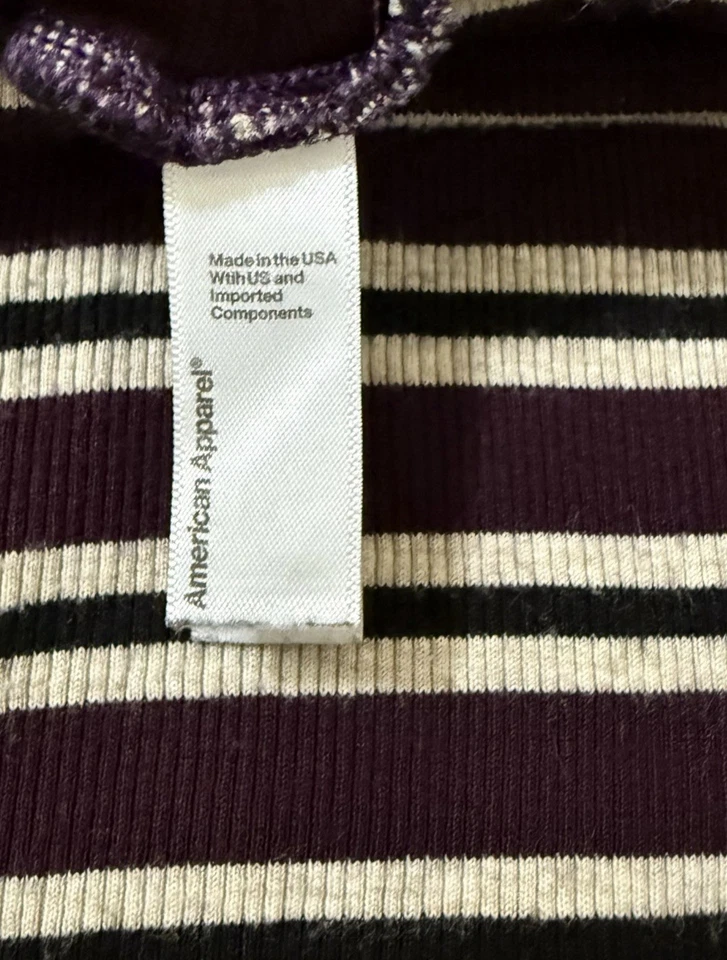 Made in the USA
Wtih US and
Imported
Components
American Apparel®